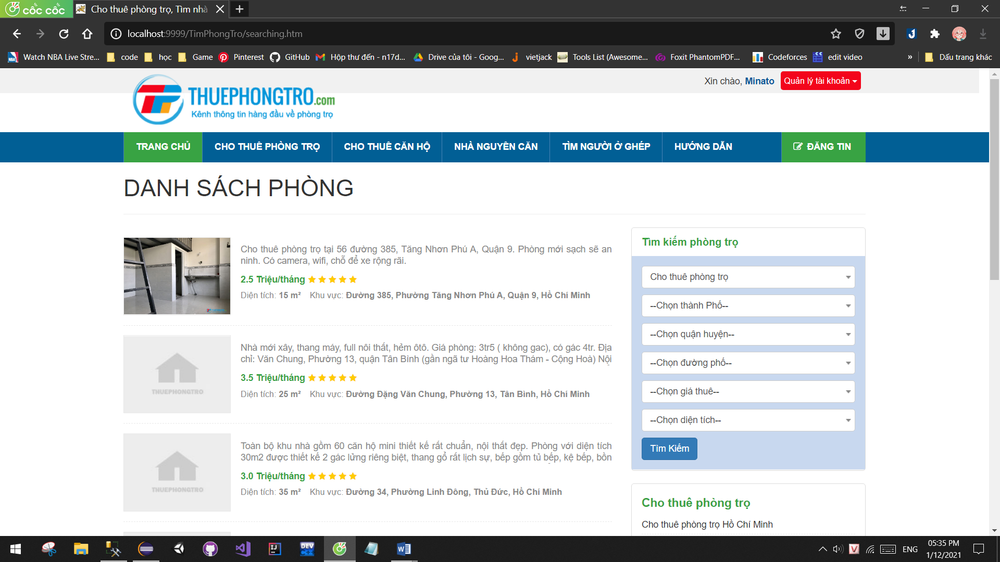 cốc cốc
Cho thuê phòng trọ, Tìm nhà
localhost:9999/TimPhongTro/searching.htm
Watch NBA Live Stre...
code
học
Game
Pinterest
GitHub
Hộp thư đến - n17d...
Drive của tôi - Goog...
vietjack
Tools List (Awesome...
Foxit PhantomPDF...
Codeforces
edit video
»
Dấu trang khác
Xin chào, Minato
Quản lý tài khoản
THUEPHONGTRO.com
Kênh thông tin hàng đầu về phòng trọ
TRANG CHỦ
CHO THUÊ PHÒNG TRỌ
CHO THUÊ CĂN HỘ
NHÀ NGUYÊN CĂN
TÌM NGƯỜI Ở GHÉP
HƯỚNG DẪN
ĐĂNG TIN
DANH SÁCH PHÒNG
Cho thuê phòng trọ tại 56 đường 385, Tăng Nhơn Phú A, Quận 9. Phòng mới sạch sẽ an
ninh. Có camera, wifi, chỗ để xe rộng rãi.
2.5 Triệu/tháng
Diện tích: 15 m² Khu vực: Đường 385, Phường Tăng Nhơn Phú A, Quận 9, Hồ Chí Minh
THUEPHONGTRO
Nhà mới xây, thang máy, full nôi thất, hẻm ôtô. Giá phòng: 3tr5 ( không gac), có gác 4tr. Địa
chỉ: Văn Chung, Phường 13, quận Tân Bình (gần ngã tư Hoàng Hoa Thám - Cộng Hoà) Nội
3.5 Triệu/tháng
Diện tích: 25 m² Khu vực: Đường Đặng Văn Chung, Phường 13, Tân Bình, Hồ Chí Minh
THUEPHONGTRO
Toàn bộ khu nhà gồm 60 căn hộ mini thiết kế rất chuẩn, nội thất đẹp. Phòng với diện tích
30m2 được thiết kế 2 gác lửng riêng biệt, thang gổ rất lịch sự, bếp gồm tủ bếp, kệ bếp, bồn
3.0 Triệu/tháng
Diện tích: 35 m² Khu vực: Đường 34, Phường Linh Đông, Thủ Đức, Hồ Chí Minh
Tìm kiếm phòng trọ
Cho thuê phòng trọ
--Chọn thành Phố--
--Chọn quận huyện--
--Chọn đường phố--
--Chọn giá thuê--
--Chọn diện tích--
Tìm Kiếm
Cho thuê phòng trọ
Cho thuê phòng trọ Hồ Chí Minh
ENG
05:35 PM
1/12/2021